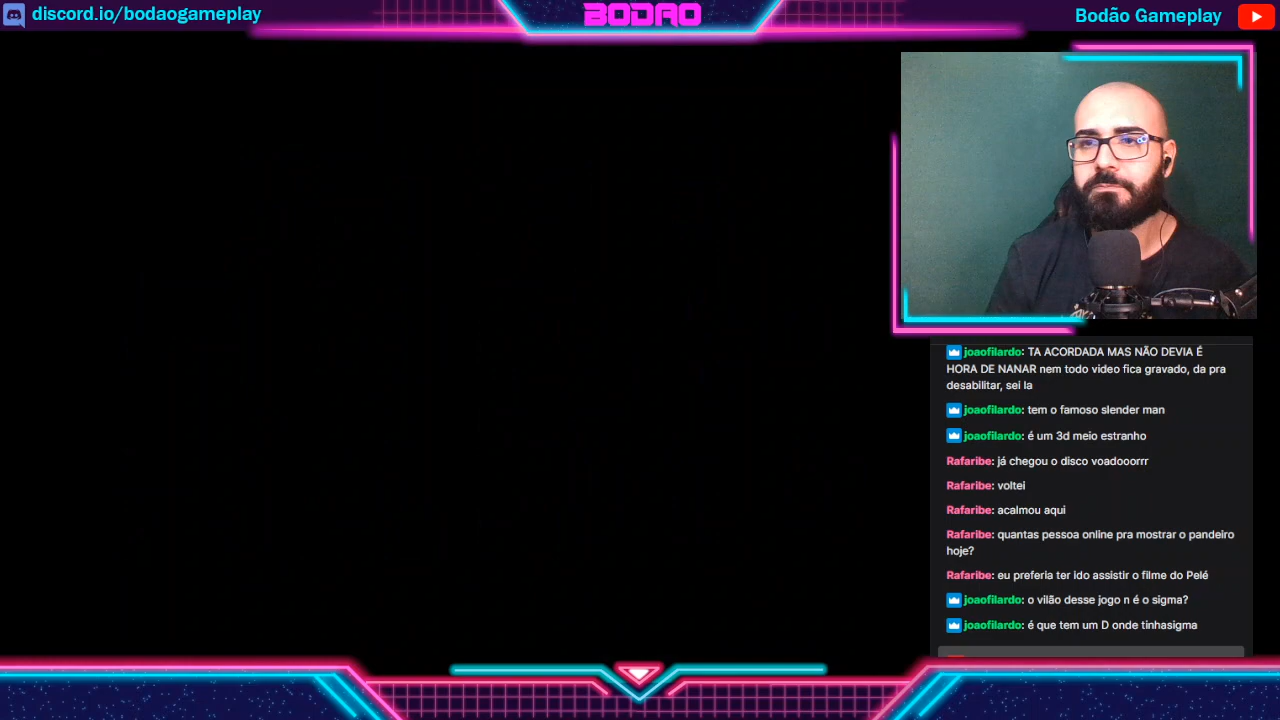 discord.io/bodaogameplay
BODAO
Bodão Gameplay
joaofilardo: TA ACORDADA MAS NÃO DEVIA É
HORA DE NANAR nem todo video fica gravado, da pra
desabilitar, sei la
joaofilardo: tem o famoso slender man
joaofilardo: é um 3d meio estranho
Rafaribe: já chegou o disco voadooorrr
Rafaribe: voltei
Rafaribe: acalmou aqui
Rafaribe: quantas pessoa online pra mostrar o pandeiro
hoje?
Rafaribe: eu preferia ter ido assistir o filme do Pelé
joaofilardo: o vilão desse jogo n é o sigma?
joaofilardo: é que tem um D onde tinhasigma